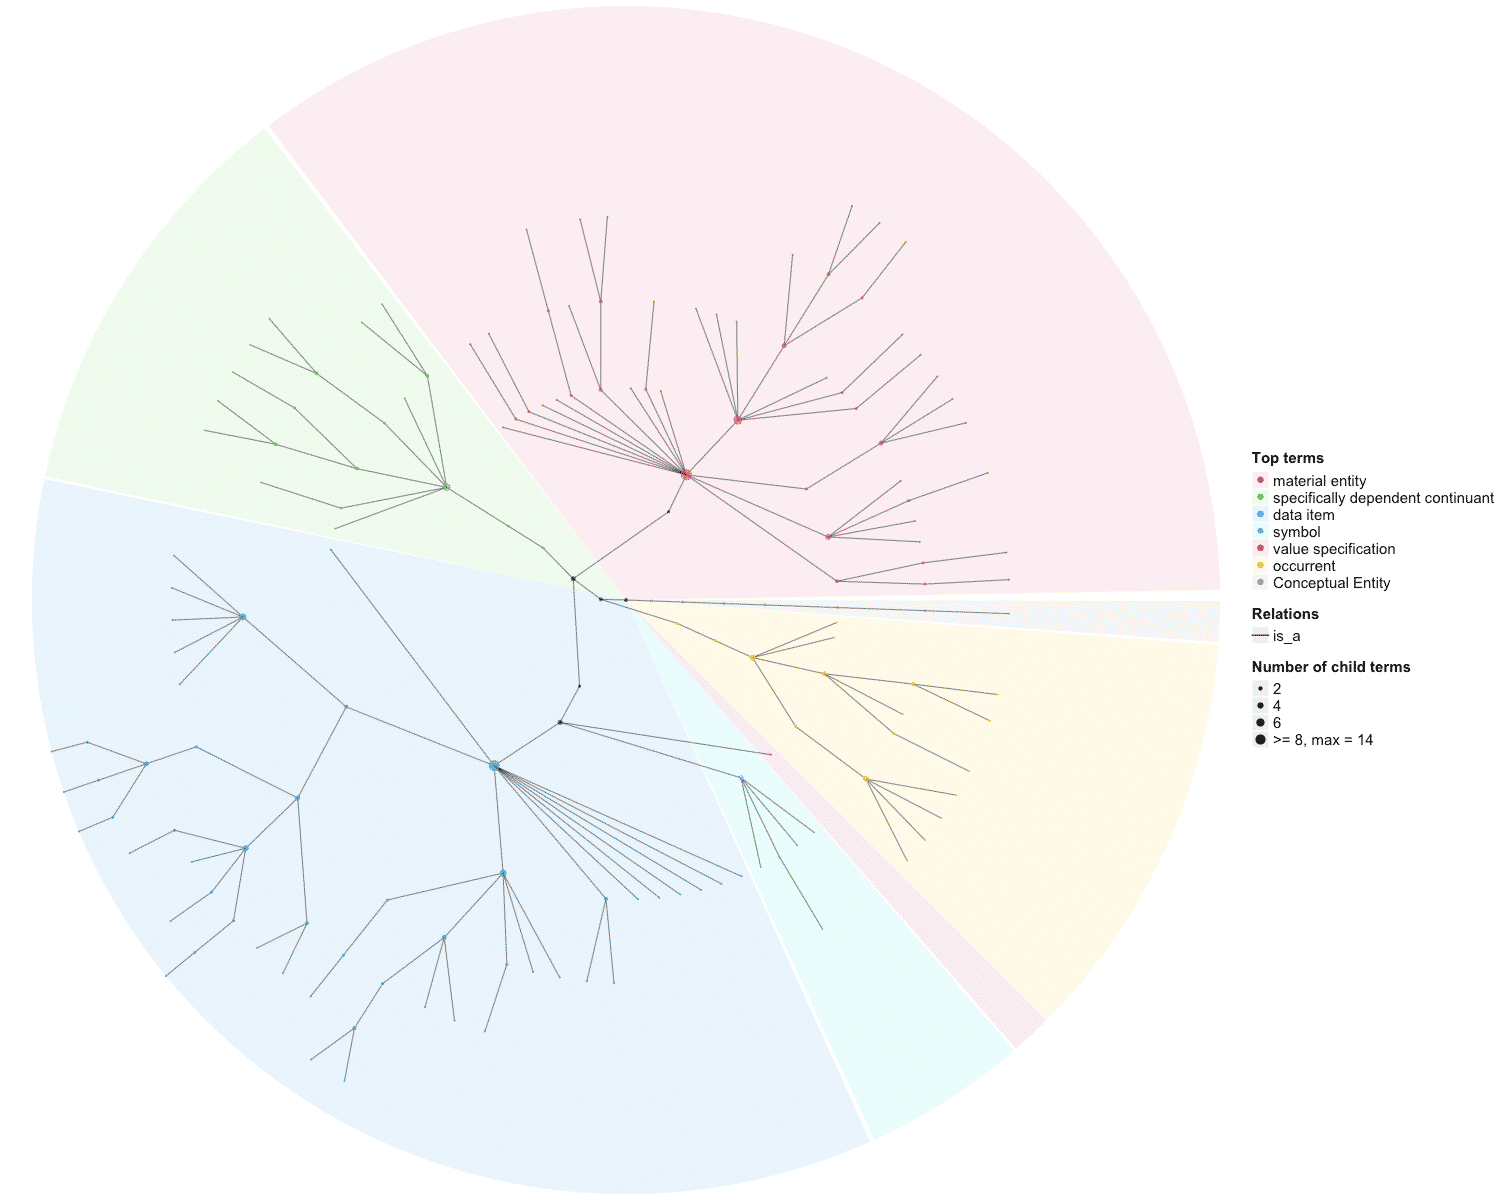 Top terms
material entity
specifically dependent continuant
data item
symbol
value specification
occurrent
Conceptual Entity
Relations
is_a
Number of child terms
2
4
6
>= 8, max = 14